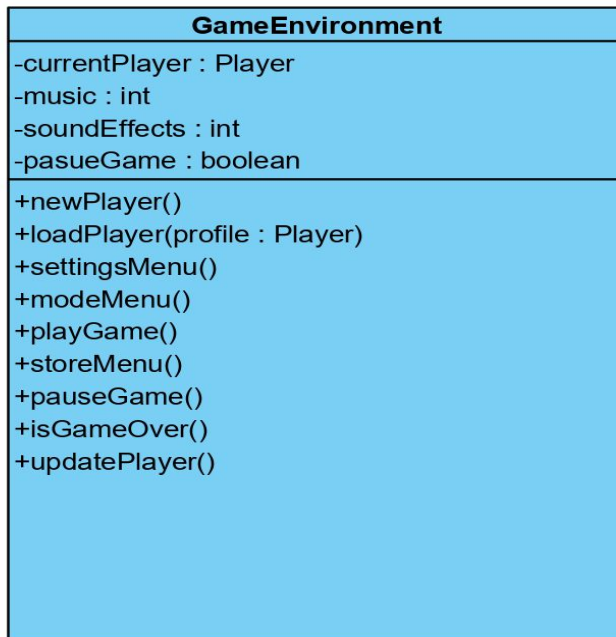 GameEnvironment
-currentPlayer : Player
-music : int
-soundEffects : int
-pasueGame : boolean
+newPlayer()
+loadPlayer(profile : Player)
+settingsMenu()
+modeMenu()
+playGame()
+storeMenu()
+pauseGame()
+isGameOver()
+updatePlayer()